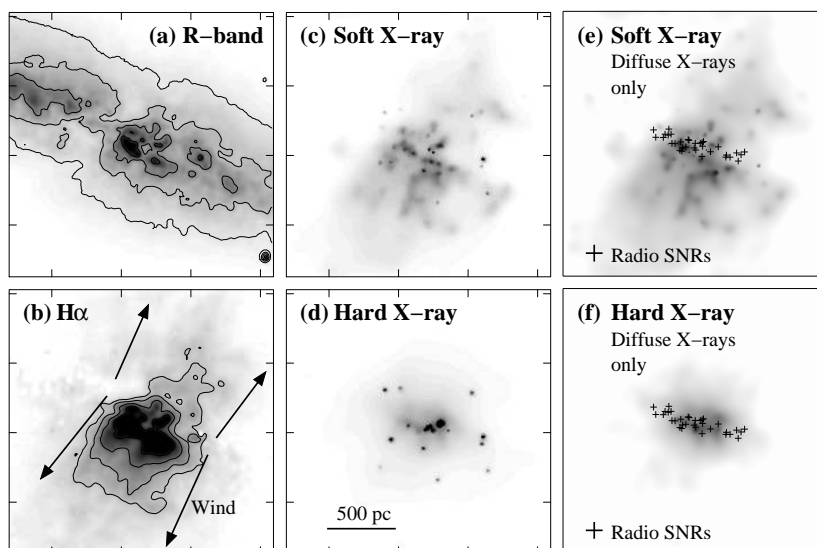 (a) R−band
(c) Soft X−ray
(e) Soft X−ray
Diffuse X−rays
only
+ Radio SNRs
(b) Hα
Wind
(d) Hard X−ray
500 pc
(f) Hard X−ray
Diffuse X−rays
only
+ Radio SNRs